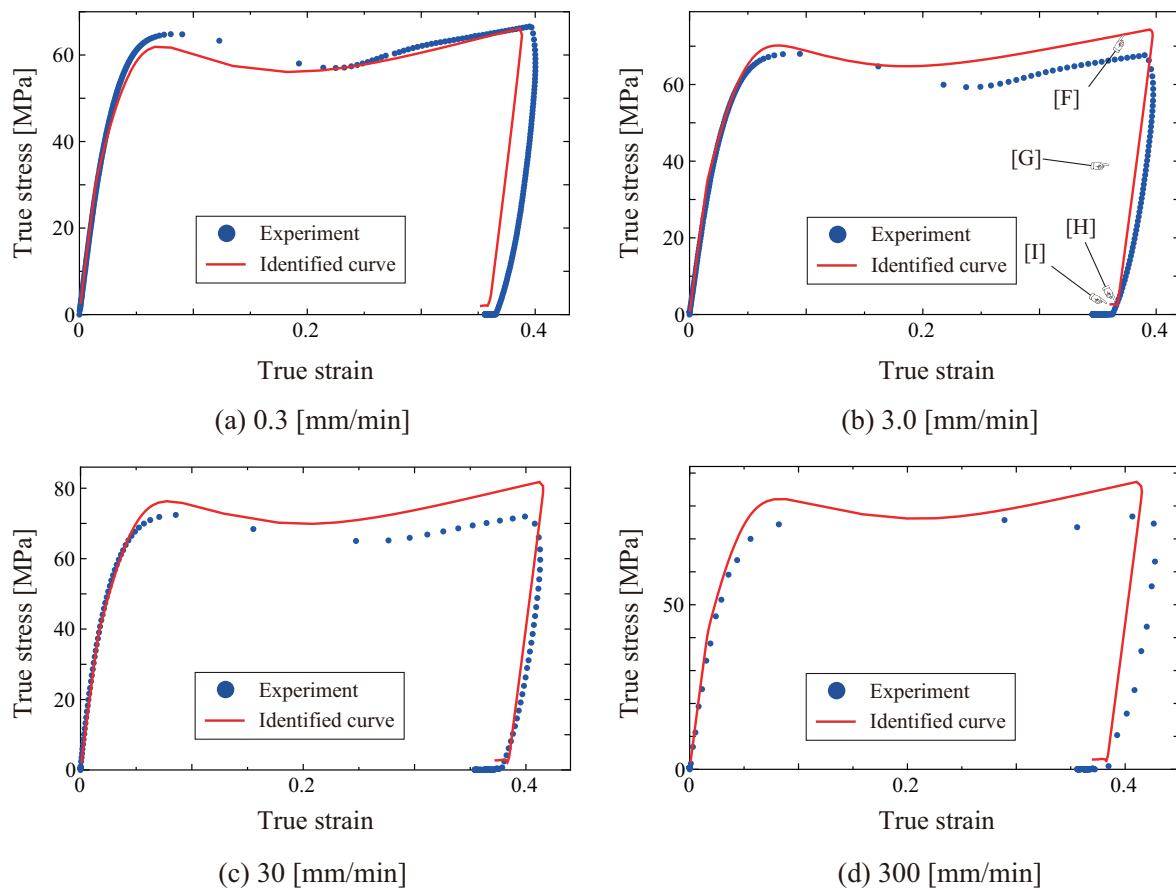 True stress [MPa]
60
40
20
0
0
0.2
0.4
Experiment
Identified curve
True strain
(a) 0.3 [mm/min]
True stress [MPa]
60
40
20
0
0
0.2
0.4
[F]
[G]
[H]
[I]
Experiment
Identified curve
True strain
(b) 3.0 [mm/min]
True stress [MPa]
80
60
40
20
0
0
0.2
0.4
Experiment
Identified curve
True strain
(c) 30 [mm/min]
True stress [MPa]
50
0
0
0.2
0.4
Experiment
Identified curve
True strain
(d) 300 [mm/min]